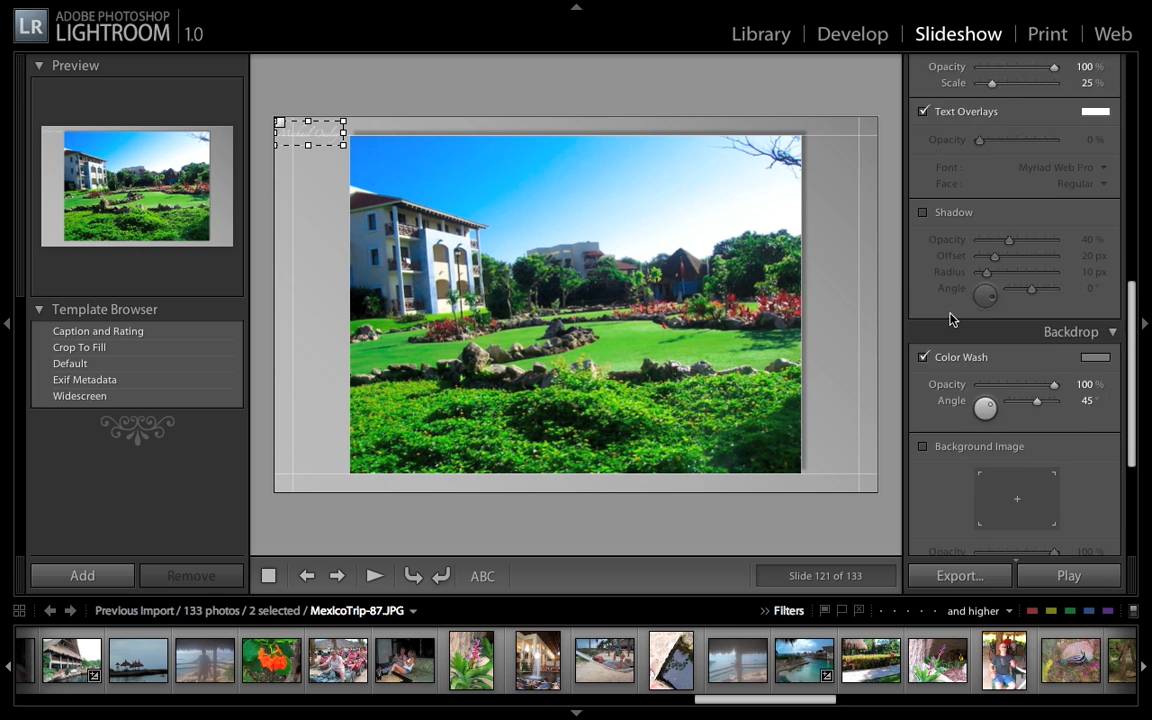 LR
ADOBE PHOTOSHOP
LIGHTROOM 1.0
Library
Develop
Slideshow
Print
Web
Preview
Template Browser
Caption and Rating
Crop To Fill
Default
Exif Metadata
Widescreen
Add
Remove
Opacity 100 %
Scale 25 %
Text Overlays
Opacity 0 %
Font : Myriad Web Pro
Face : Regular
Shadow
Opacity 40 %
Offset 20 px
Radius 10 px
Angle 0 °
Backdrop
Color Wash
Opacity 100 %
Angle 45 °
Background Image
Opacity 100 %
ABC
Slide 121 of 133
Export...
Play
Previous Import / 133 photos / 2 selected / MexicoTrip-87.JPG
Filters
and higher